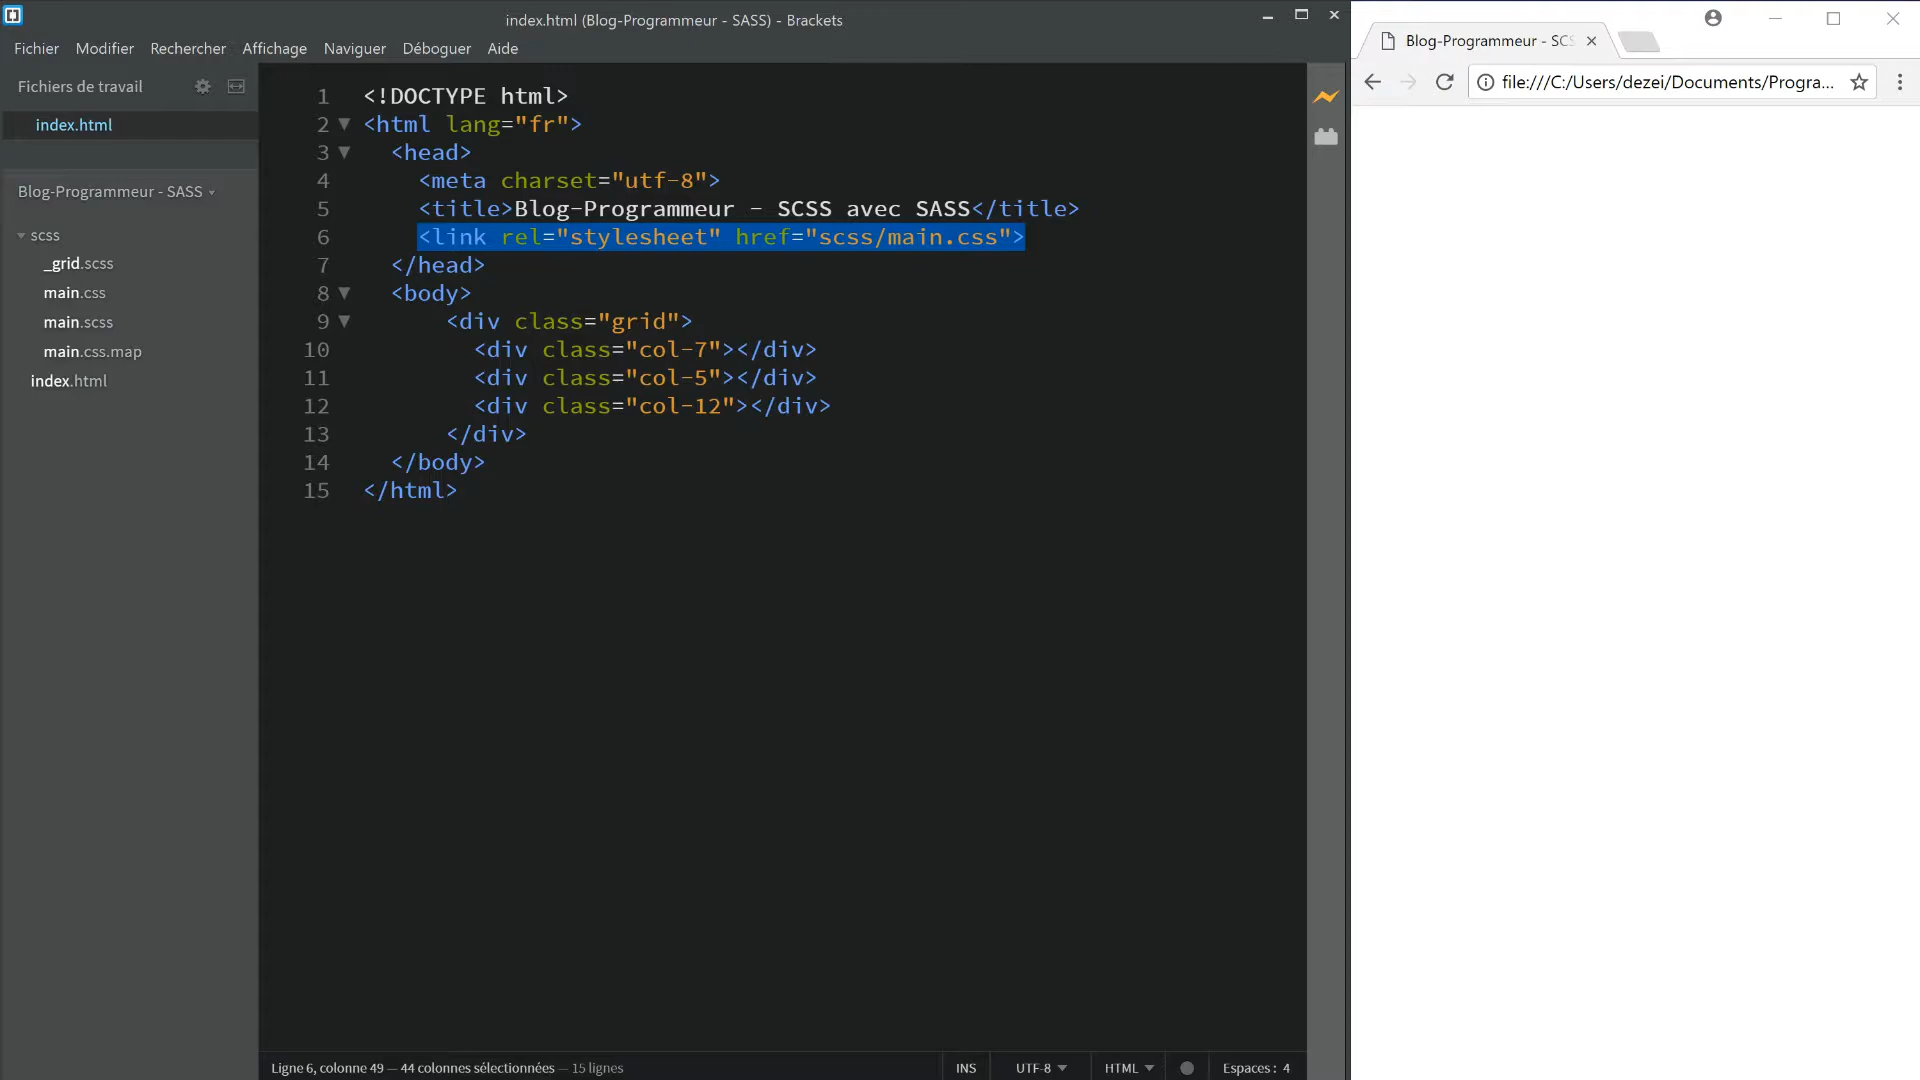 index.html (Blog-Programmeur - SASS) - Brackets
Fichier Modifier Rechercher Affichage Naviguer Déboguer Aide
Fichiers de travail
index.html
Blog-Programmeur - SASS
scss
_grid.scss
main.css
main.scss
main.css.map
index.html
1 <!DOCTYPE html>
2 <html lang="fr">
3 <head>
4 <meta charset="utf-8">
5 <title>Blog-Programmeur - SCSS avec SASS</title>
6 <link rel="stylesheet" href="scss/main.css">
7 </head>
8 <body>
9 <div class="grid">
10 <div class="col-7"></div>
11 <div class="col-5"></div>
12 <div class="col-12"></div>
13 </div>
14 </body>
15 </html>
Ligne 6, colonne 49 — 44 colonnes sélectionnées — 15 lignes
INS UTF-8 HTML Espaces : 4
Blog-Programmeur - SCS
file:///C:/Users/dezei/Documents/Progra...